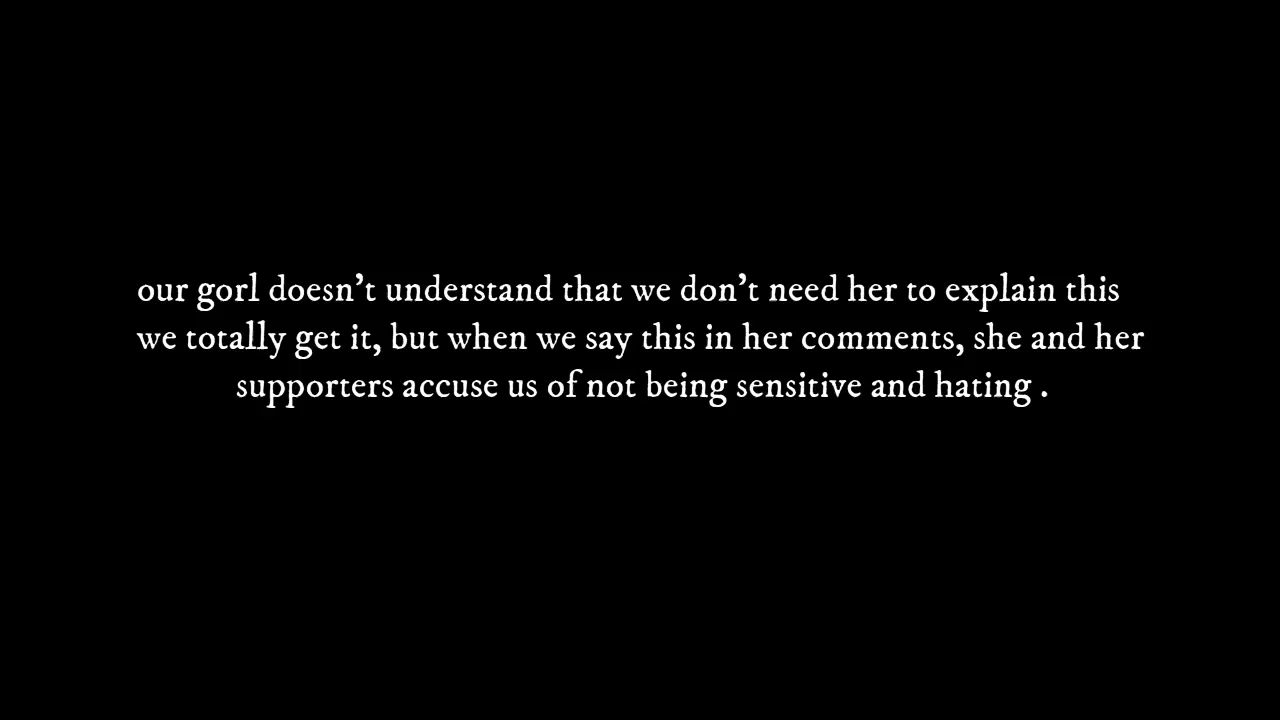 our gorl doesn't understand that we don't need her to explain this
we totally get it, but when we say this in her comments, she and her
supporters accuse us of not being sensitive and hating .